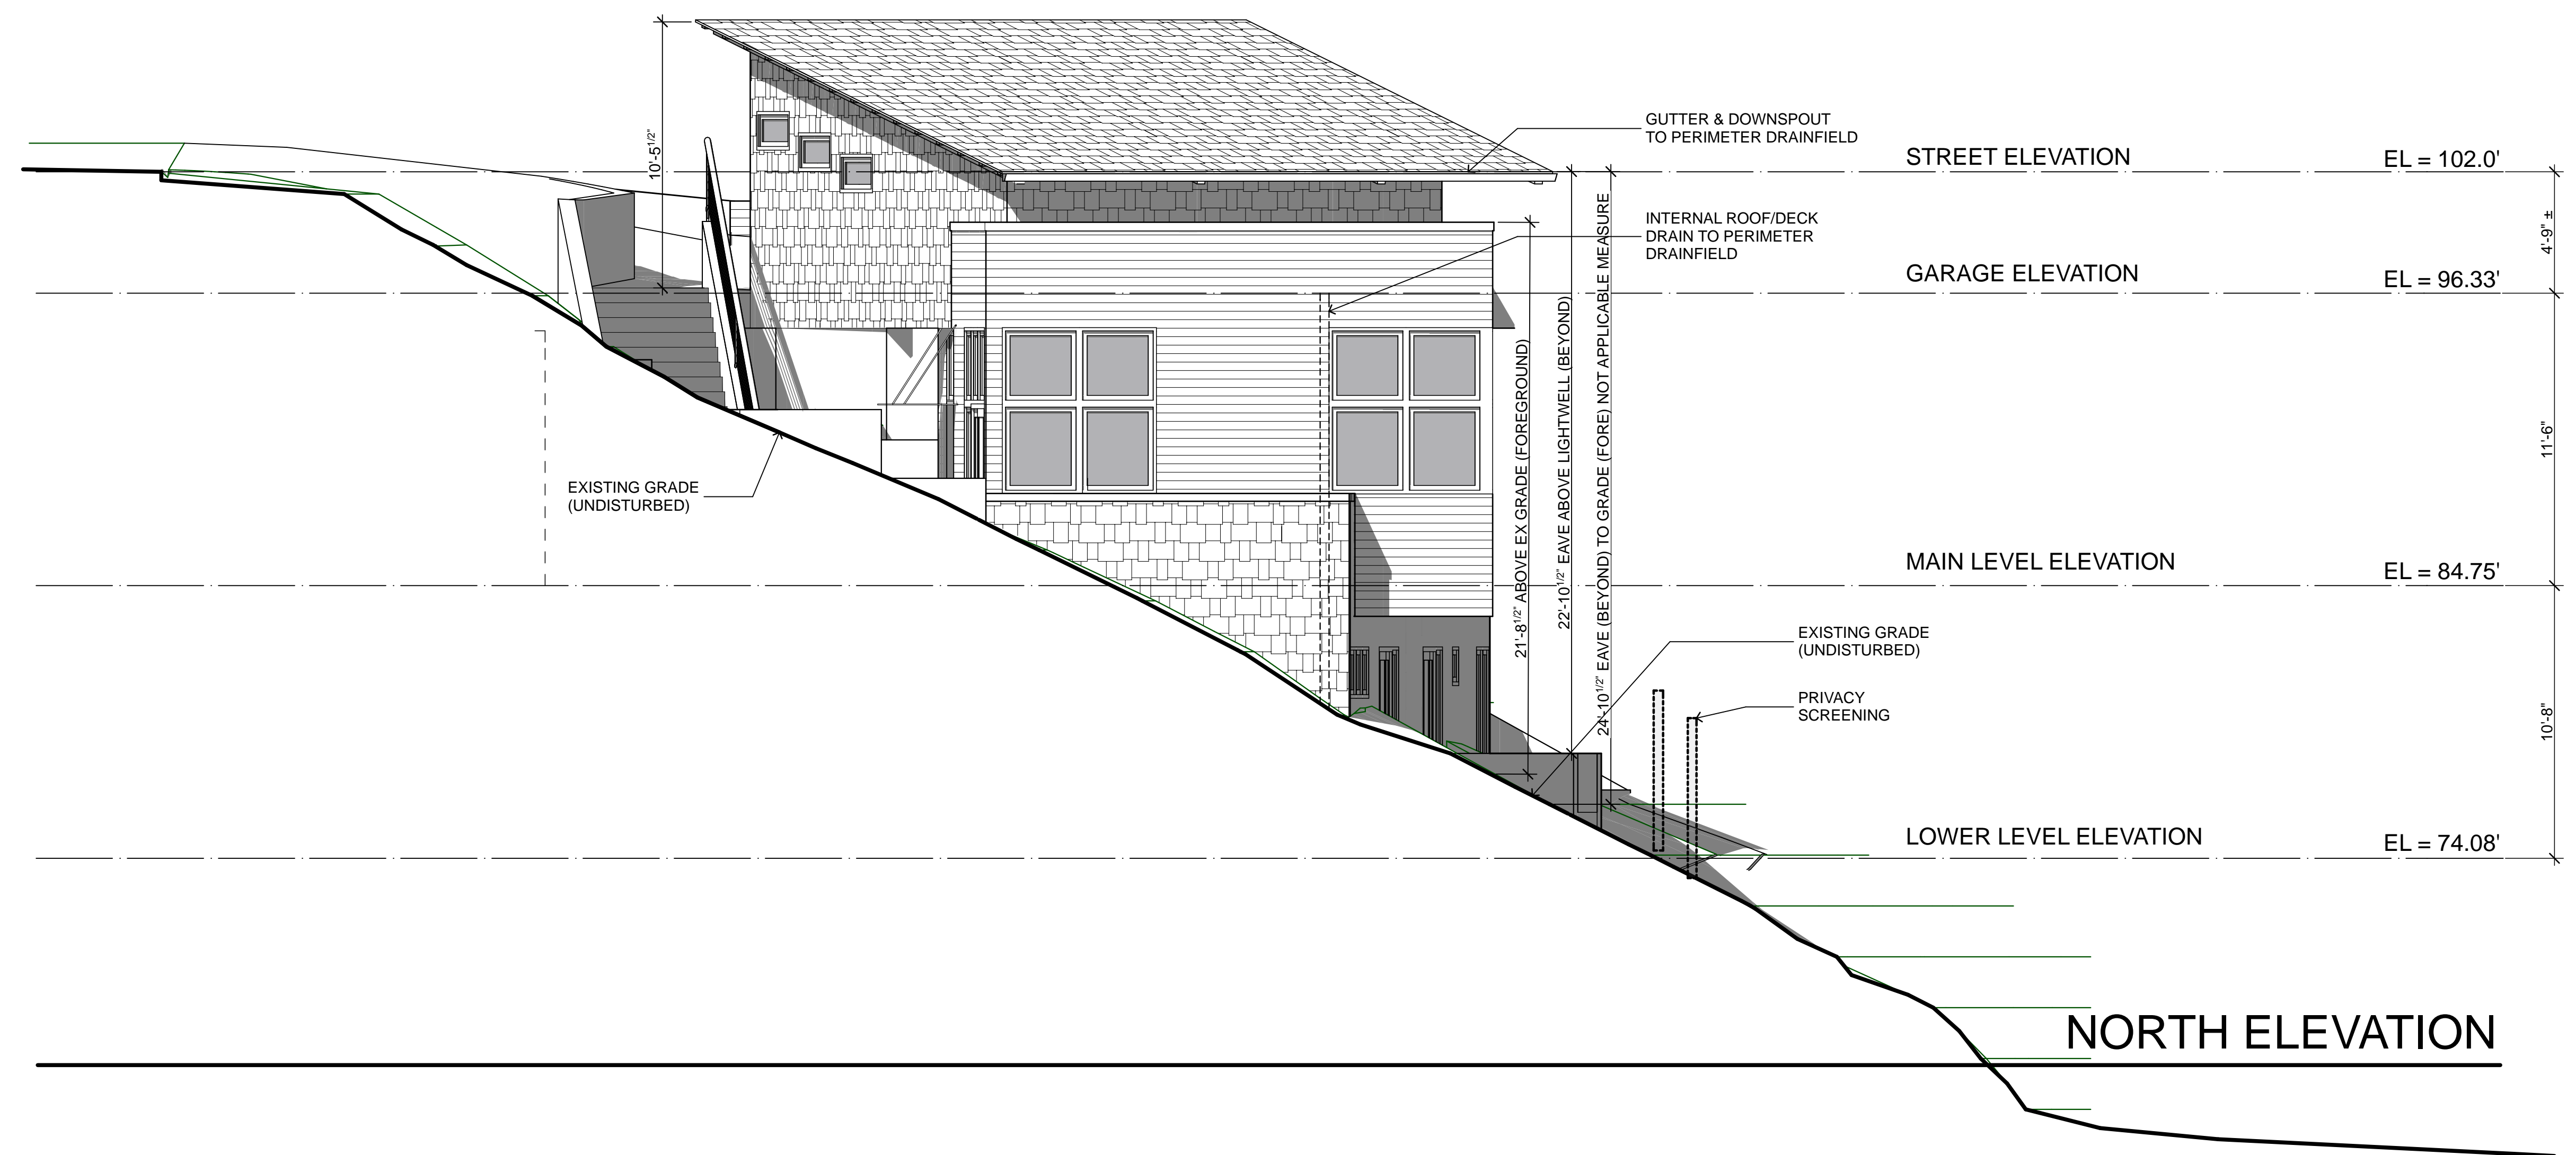 GUTTER & DOWNSPOUT
TO PERIMETER DRAINFIELD
10'-5 1/2"
STREET ELEVATION
EL = 102.0'
INTERNAL ROOF/DECK
DRAIN TO PERIMETER
DRAINFIELD
4'-9" ±
GARAGE ELEVATION
EL = 96.33'
21'-8 1/2" ABOVE EX GRADE (FOREGROUND)
22'-10 1/2" EAVE ABOVE LIGHTWELL (BEYOND)
24'-10 1/2" EAVE (BEYOND) TO GRADE (FORE) NOT APPLICABLE MEASURE
11'-6"
EXISTING GRADE
(UNDISTURBED)
MAIN LEVEL ELEVATION
EL = 84.75'
EXISTING GRADE
(UNDISTURBED)
PRIVACY
SCREENING
10'-8"
LOWER LEVEL ELEVATION
EL = 74.08'
NORTH ELEVATION